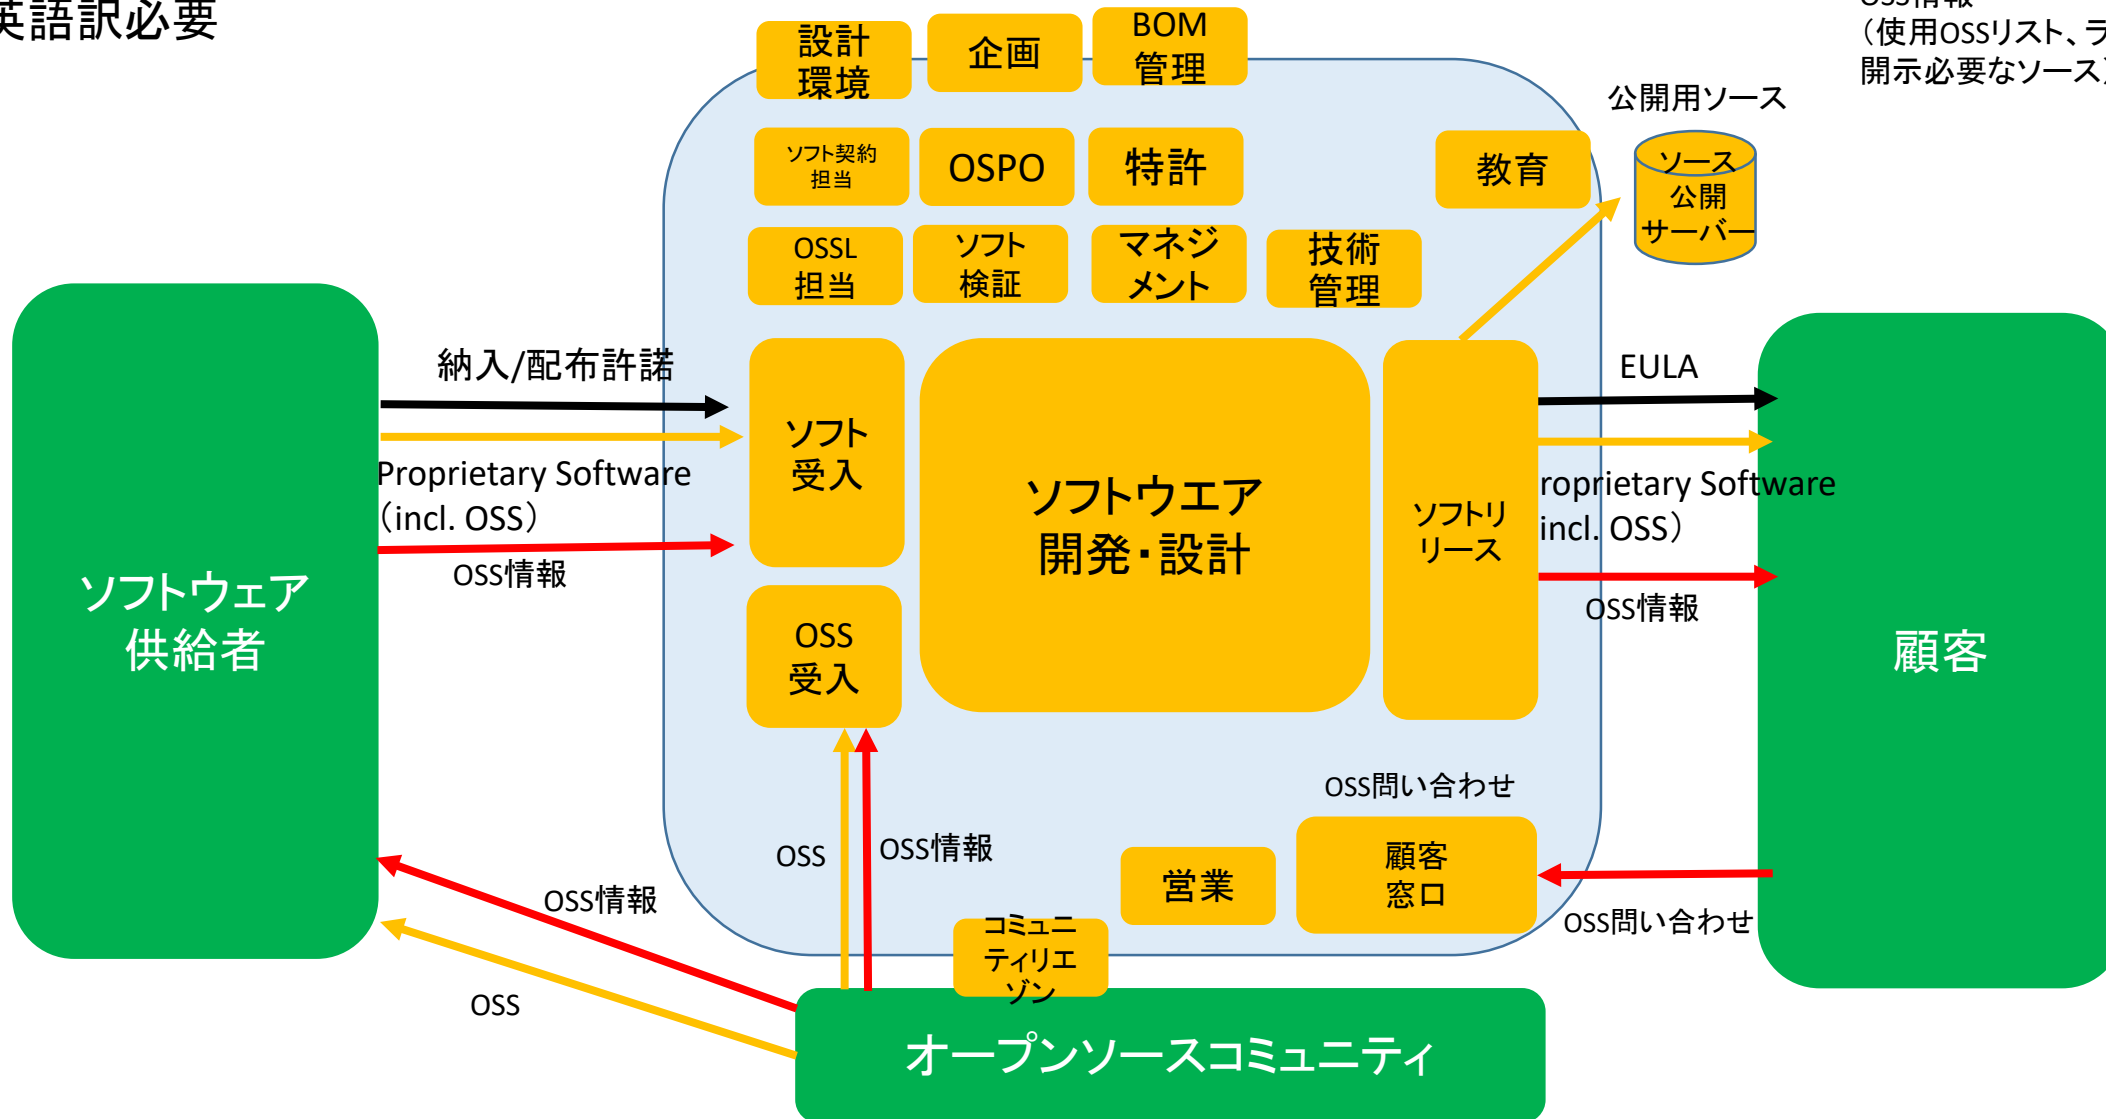 英語訳必要
OSS情報
（使用OSSリスト、ラ
開示必要なソース）
設計
環境
企画
BOM
管理
公開用ソース
ソフト契約
担当
OSPO
特許
教育
ソース
公開
サーバー
OSSL
担当
ソフト
検証
マネジ
メント
技術
管理
納入/配布許諾
EULA
ソフト
受入
Proprietary Software
（incl. OSS）
ソフトウエア
開発・設計
ソフトリ
リース
roprietary Software
incl. OSS）
OSS情報
OSS情報
ソフトウェア
供給者
OSS
受入
顧客
OSS問い合わせ
OSS
OSS情報
営業
顧客
窓口
OSS情報
OSS問い合わせ
コミュニ
ティリエ
ゾン
OSS
オープンソースコミュニティ